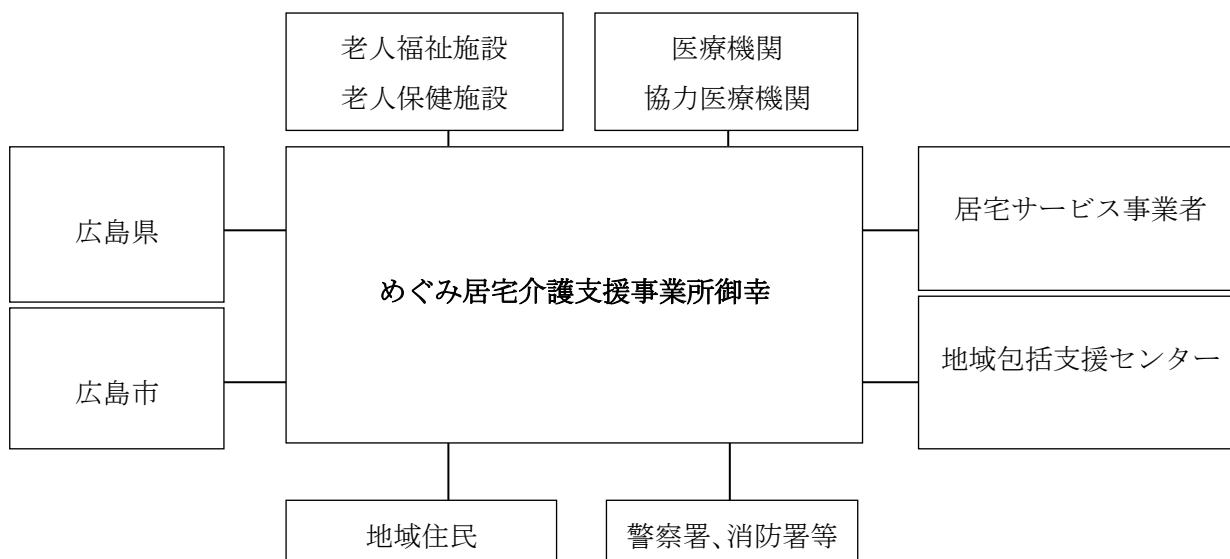 老人福祉施設
老人保健施設
医療機関
協力医療機関
広島県
居宅サービス事業者
めぐみ居宅介護支援事業所御幸
地域包括支援センター
広島市
地域住民
警察署、消防署等